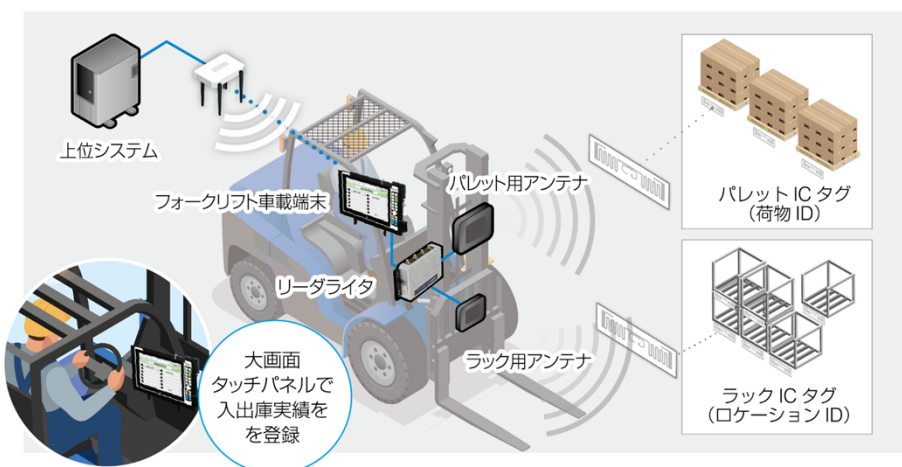 上位システム
フォークリフト車載端末
パレット用アンテナ
リーダライタ
ラック用アンテナ
パレット IC タグ
（荷物 ID）
ラック IC タグ
（ロケーション ID）
大画面
タッチパネルで
入出庫実績を
を登録